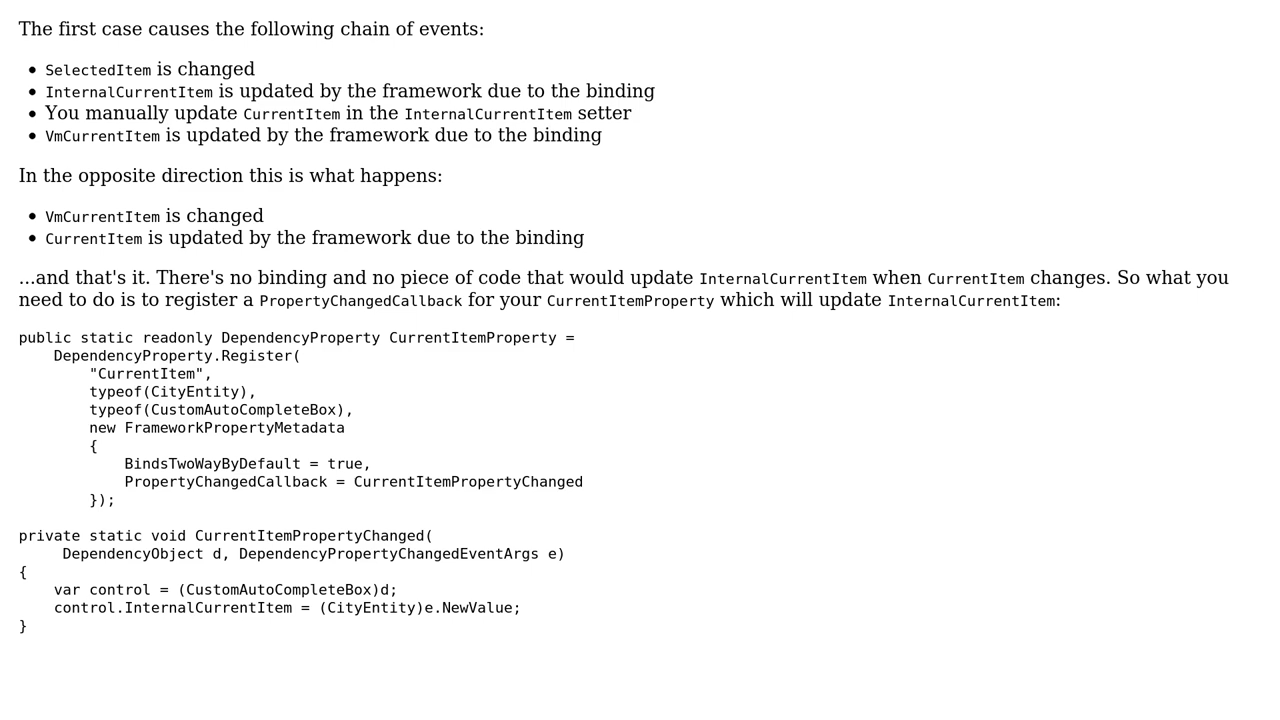 The first case causes the following chain of events:
• SelectedItem is changed
• InternalCurrentItem is updated by the framework due to the binding
• You manually update CurrentItem in the InternalCurrentItem setter
• VmCurrentItem is updated by the framework due to the binding
In the opposite direction this is what happens:
• VmCurrentItem is changed
• CurrentItem is updated by the framework due to the binding
...and that's it. There's no binding and no piece of code that would update InternalCurrentItem when CurrentItem changes. So what you
need to do is to register a PropertyChangedCallback for your CurrentItemProperty which will update InternalCurrentItem:
public static readonly DependencyProperty CurrentItemProperty =
    DependencyProperty.Register(
        "CurrentItem",
        typeof(CityEntity),
        typeof(CustomAutoCompleteBox),
        new FrameworkPropertyMetadata
        {
            BindsTwoWayByDefault = true,
            PropertyChangedCallback = CurrentItemPropertyChanged
        });
private static void CurrentItemPropertyChanged(
     DependencyObject d, DependencyPropertyChangedEventArgs e)
{
    var control = (CustomAutoCompleteBox)d;
    control.InternalCurrentItem = (CityEntity)e.NewValue;
}